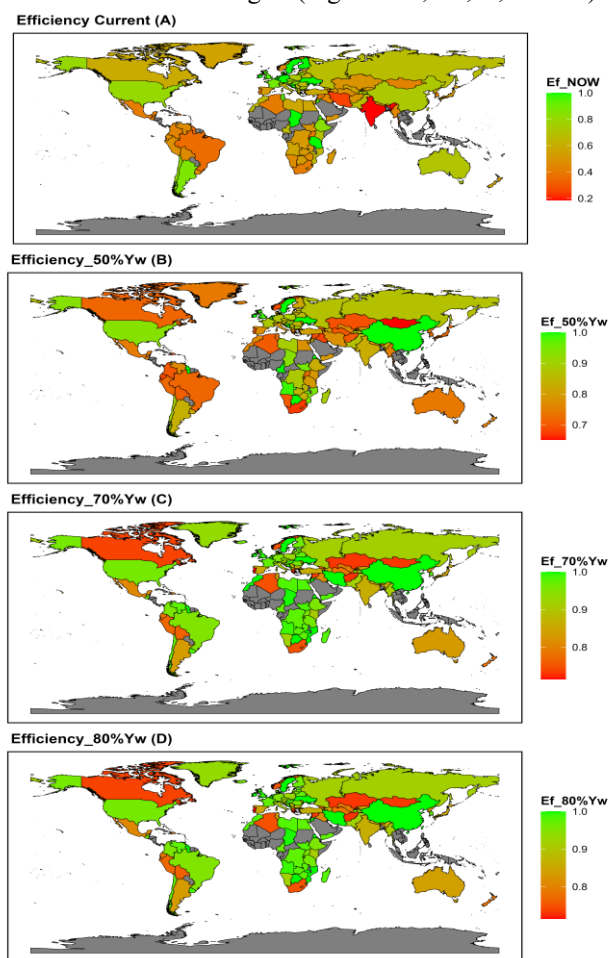 Efficiency Current (A)
Ef_NOW
1.0
0.8
0.6
0.4
0.2
Efficiency_50%Yw (B)
Ef_50%Yw
1.0
0.9
0.8
0.7
Efficiency_70%Yw (C)
Ef_70%Yw
1.0
0.9
0.8
Efficiency_80%Yw (D)
Ef_80%Yw
1.0
0.9
0.8